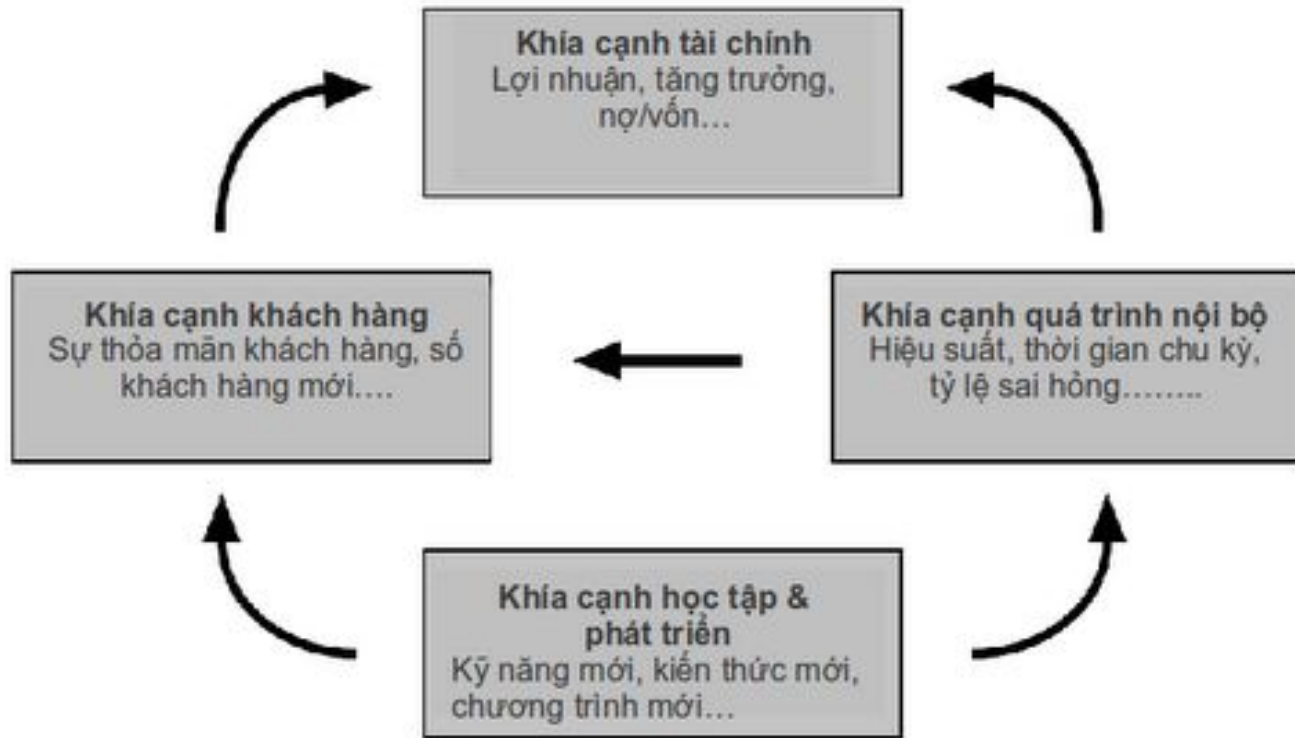 Khía cạnh tài chính
Lợi nhuận, tăng trưởng,
nợ/vốn…
Khía cạnh khách hàng
Sự thỏa mãn khách hàng, số
khách hàng mới….
Khía cạnh quá trình nội bộ
Hiệu suất, thời gian chu kỳ,
tỷ lệ sai hỏng……..
Khía cạnh học tập &
phát triển
Kỹ năng mới, kiến thức mới,
chương trình mới…